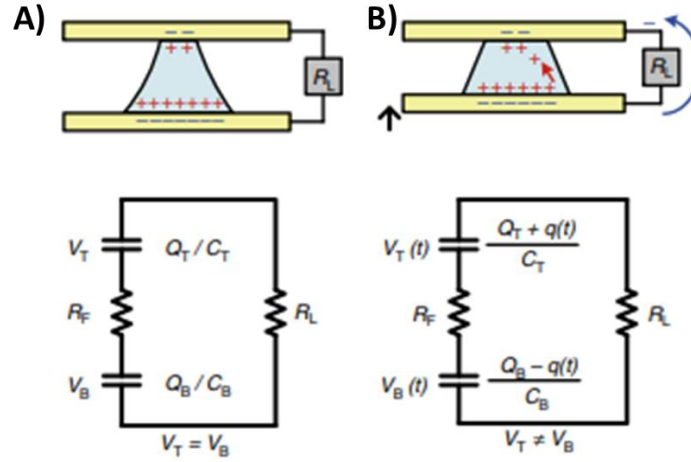 A)
B)
− −
+ +
R_L
+++++++
−−−−−−−
− −
+ +
+
−
R_L
++++++
−−−−−−
V_T
Q_T / C_T
R_F
R_L
V_B
Q_B / C_B
V_T = V_B
V_T (t)
Q_T + q(t)
C_T
R_F
R_L
V_B (t)
Q_B − q(t)
C_B
V_T ≠ V_B